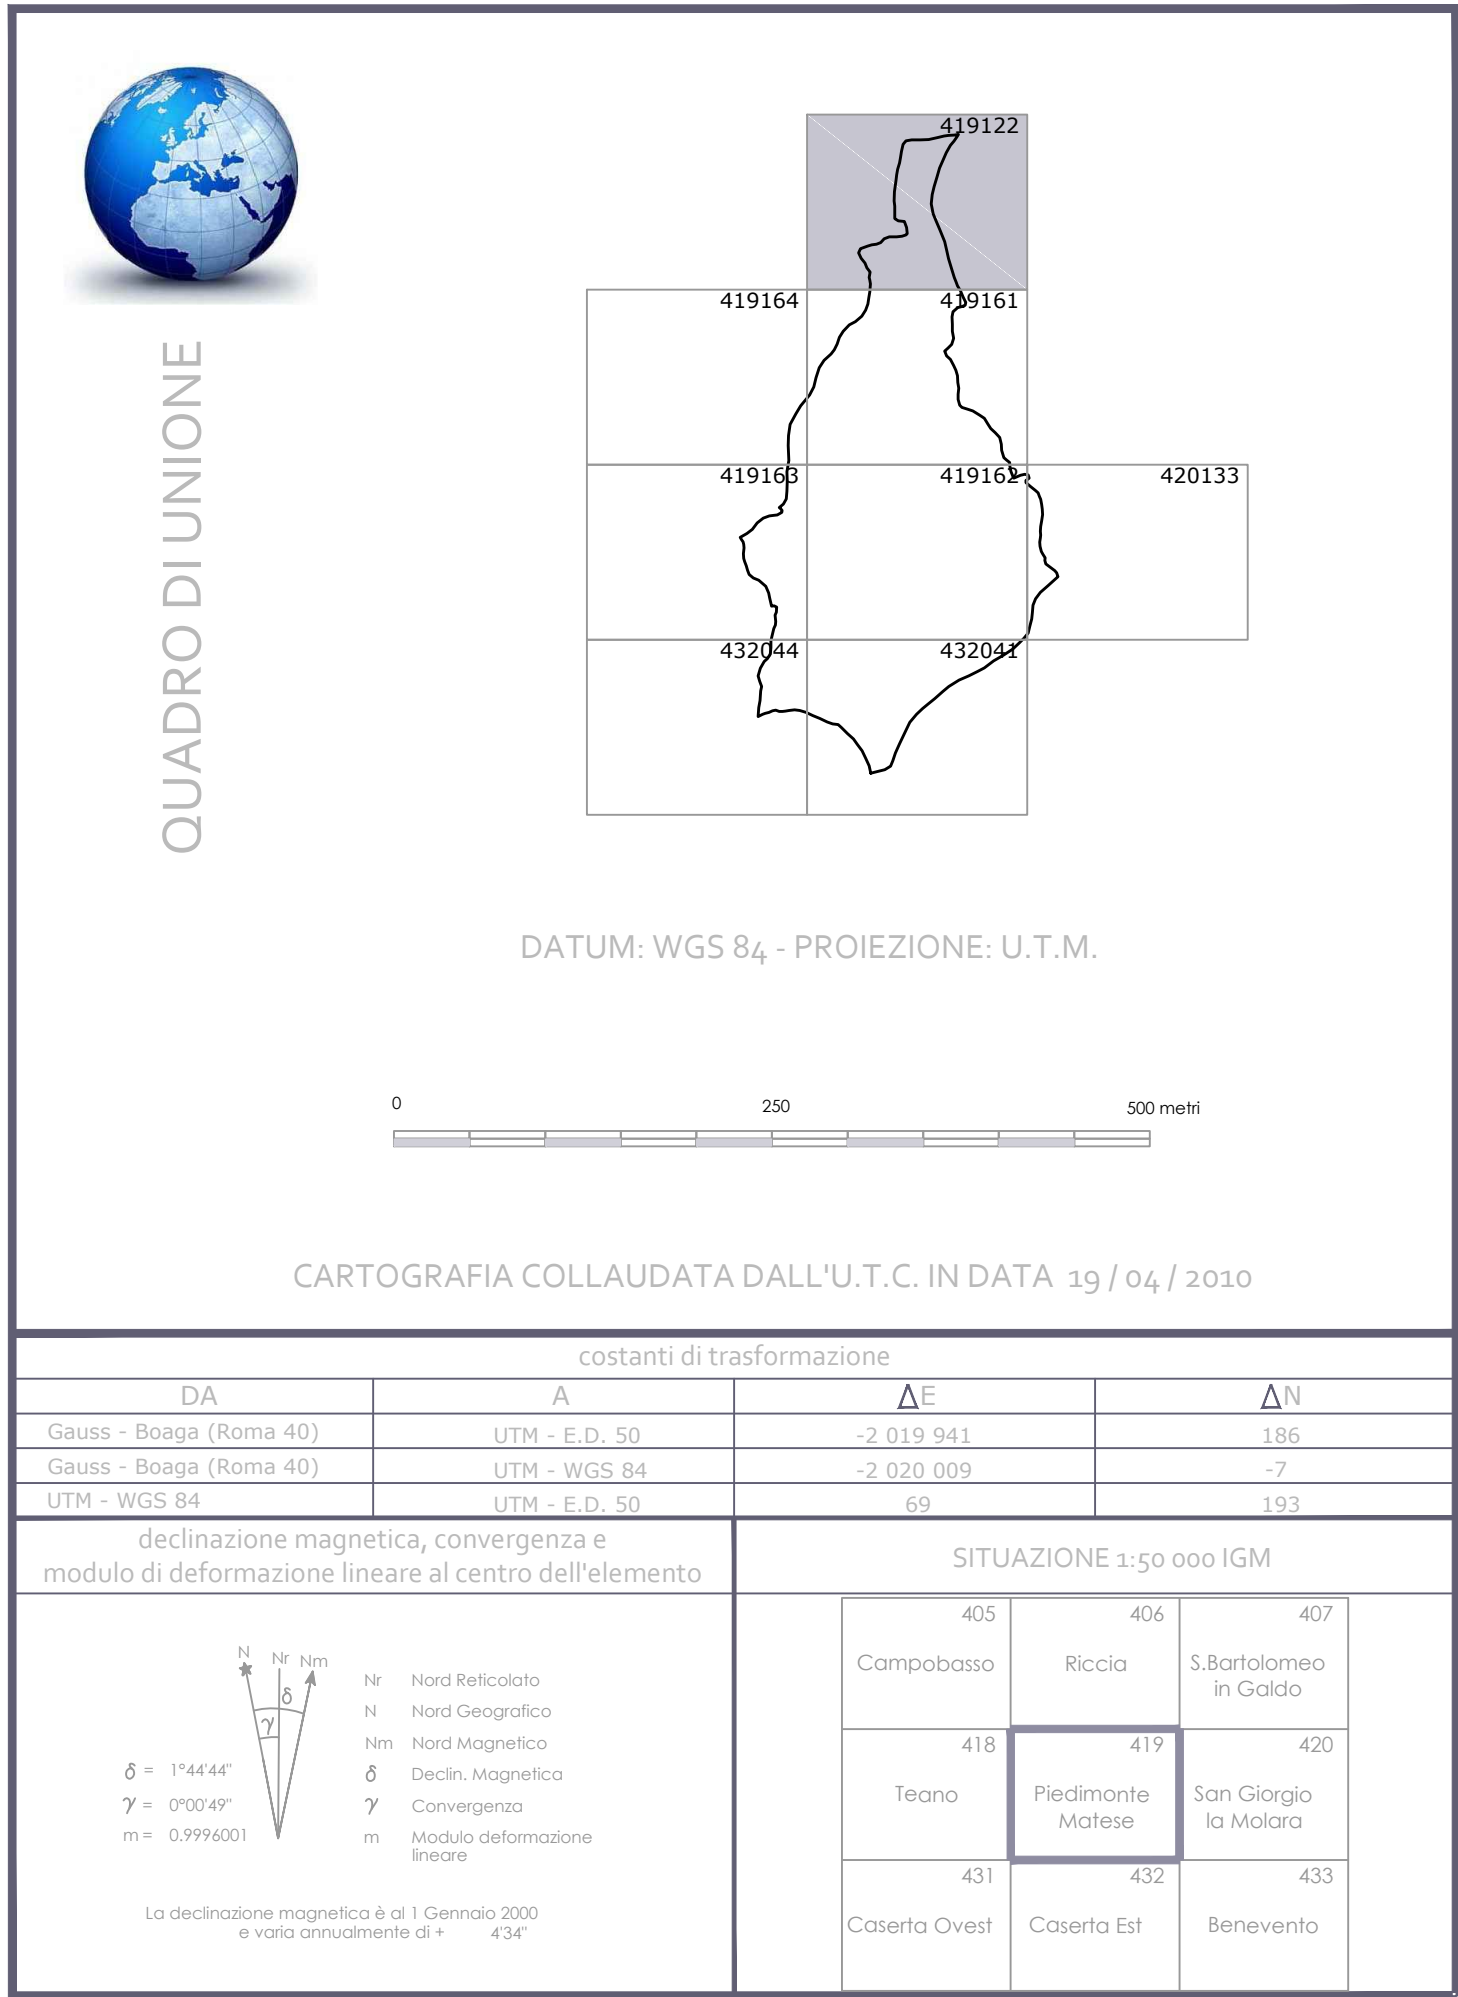 419122
419164
419161
QUADRO DI UNIONE
419163
419162
420133
432044
432041
DATUM: WGS 84 - PROIEZIONE: U.T.M.
0
250
500 metri
CARTOGRAFIA COLLAUDATA DALL'U.T.C. IN DATA 19 / 04 / 2010
costanti di trasformazione
DA A ΔE ΔN
Gauss - Boaga (Roma 40) UTM - E.D. 50 -2 019 941 186
Gauss - Boaga (Roma 40) UTM - WGS 84 -2 020 009 -7
UTM - WGS 84 UTM - E.D. 50 69 193
declinazione magnetica, convergenza e
modulo di deformazione lineare al centro dell'elemento
N Nr Nm
δ
γ
δ = 1°44'44"
γ = 0°00'49"
m = 0.9996001
Nr Nord Reticolato
N Nord Geografico
Nm Nord Magnetico
δ Declin. Magnetica
γ Convergenza
m Modulo deformazione
lineare
La declinazione magnetica è al 1 Gennaio 2000
e varia annualmente di + 4'34"
SITUAZIONE 1:50 000 IGM
405
Campobasso
406
Riccia
407
S.Bartolomeo
in Galdo
418
Teano
419
Piedimonte
Matese
420
San Giorgio
la Molara
431
Caserta Ovest
432
Caserta Est
433
Benevento